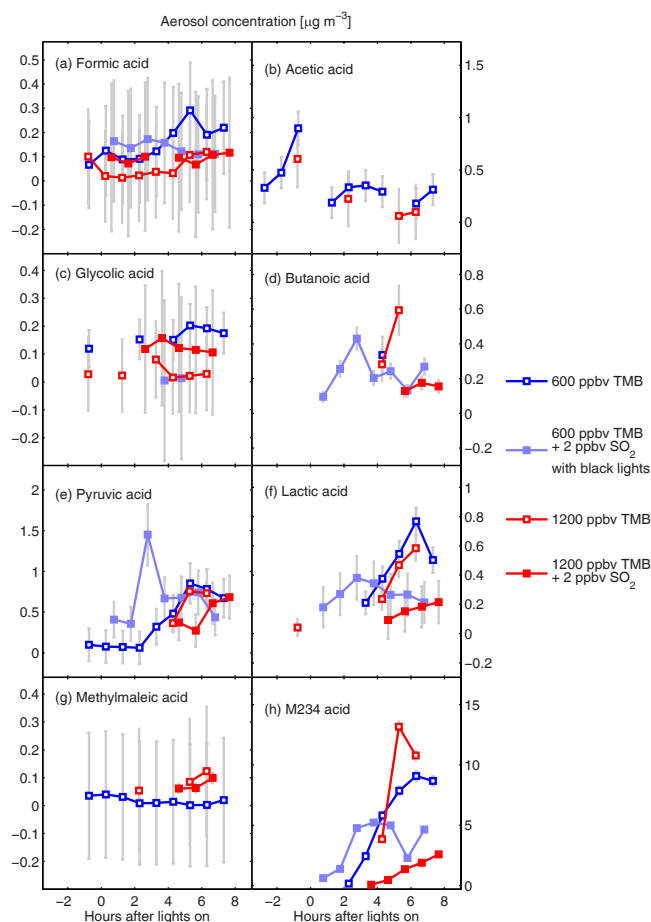 Aerosol concentration [μg m⁻³]
(a) Formic acid
0.5
0.4
0.3
0.2
0.1
0
−0.1
−0.2
−0.3
(b) Acetic acid
1.5
1
0.5
0
(c) Glycolic acid
0.4
0.3
0.2
0.1
0
−0.1
−0.2
−0.3
(d) Butanoic acid
0.8
0.6
0.4
0.2
0
−0.2
(e) Pyruvic acid
2
1.5
1
0.5
0
(f) Lactic acid
1
0.8
0.6
0.4
0.2
0
−0.2
(g) Methylmaleic acid
0.4
0.3
0.2
0.1
0
−0.1
−0.2
(h) M234 acid
15
10
5
0
−2 0 2 4 6 8
Hours after lights on
−2 0 2 4 6 8
Hours after lights on
600 ppbv TMB
600 ppbv TMB
+ 2 ppbv SO₂
with black lights
1200 ppbv TMB
1200 ppbv TMB
+ 2 ppbv SO₂